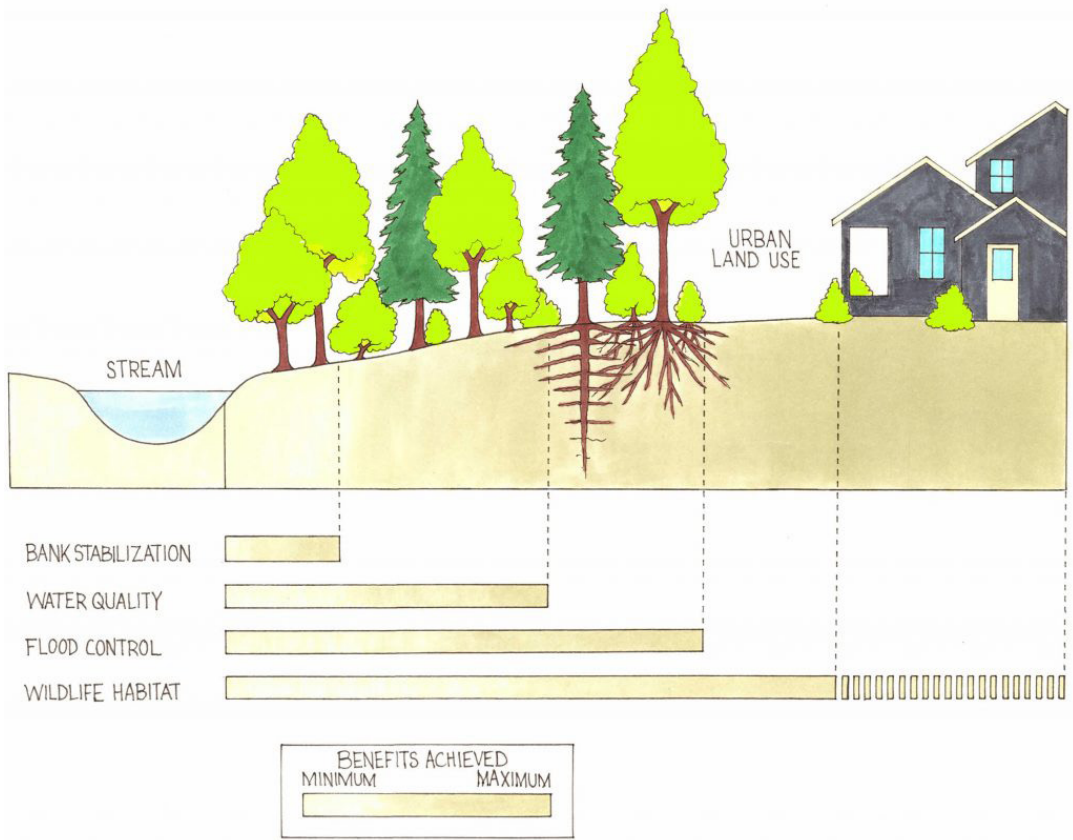 URBAN
LAND USE
STREAM
BANK STABILIZATION
WATER QUALITY
FLOOD CONTROL
WILDLIFE HABITAT
BENEFITS ACHIEVED
MINIMUM MAXIMUM